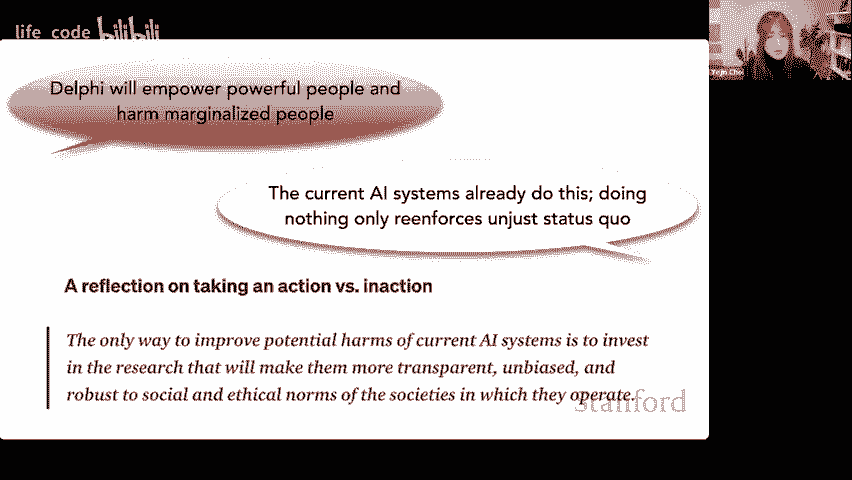 life_code bilibili
Delphi will empower powerful people and
harm marginalized people
The current AI systems already do this; doing
nothing only reenforces unjust status quo
A reflection on taking an action vs. inaction
The only way to improve potential harms of current AI systems is to invest
in the research that will make them more transparent, unbiased, and
robust to social and ethical norms of the societies in which they operate.
Stanford
Yejin Choi